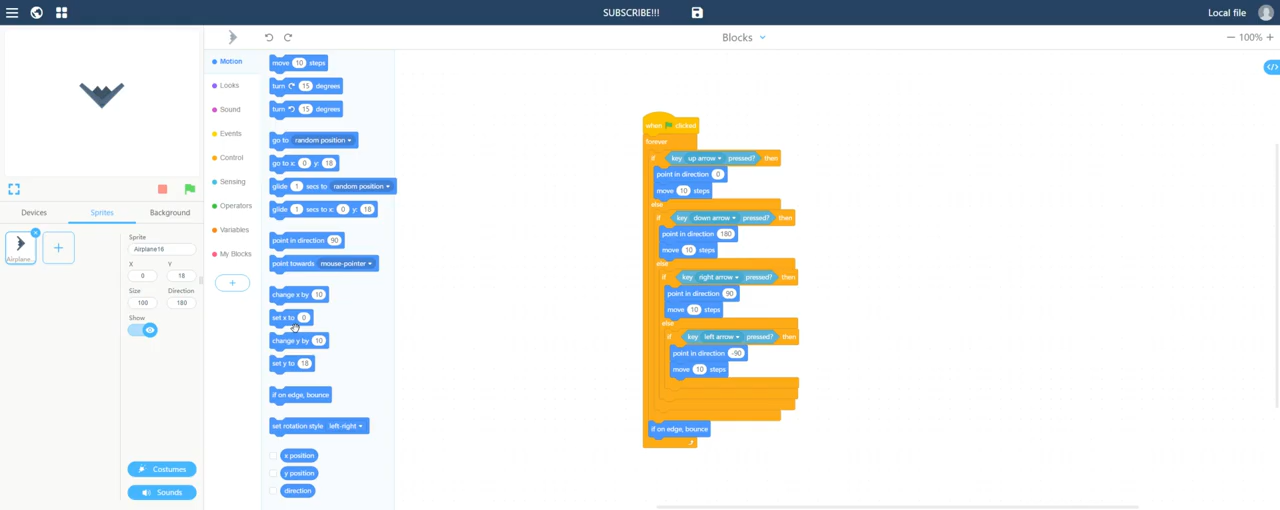 SUBSCRIBE!!!
Local file
Blocks
100%
Motion
Looks
Sound
Events
Control
Sensing
Operators
Variables
My Blocks
move 10 steps
turn 15 degrees
turn 15 degrees
go to random position
go to x: 0 y: 18
glide 1 secs to random position
glide 1 secs to x: 0 y: 18
point in direction 90
point towards mouse-pointer
change x by 10
set x to 0
change y by 10
set y to 18
if on edge, bounce
set rotation style left-right
x position
y position
direction
when clicked
forever
if key up arrow pressed? then
point in direction 0
move 10 steps
else
if key down arrow pressed? then
point in direction 180
move 10 steps
else
if key right arrow pressed? then
point in direction 90
move 10 steps
else
if key left arrow pressed? then
point in direction -90
move 10 steps
if on edge, bounce
Devices
Sprites
Background
Airplane...
Sprite
Airplane16
X Y
0 18
Size Direction
100 180
Show
Costumes
Sounds